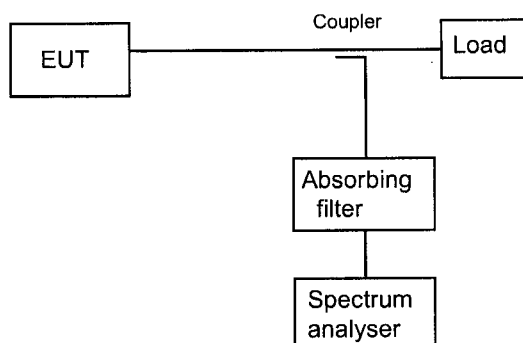 Coupler
EUT
Load
Absorbing
filter
Spectrum
analyser